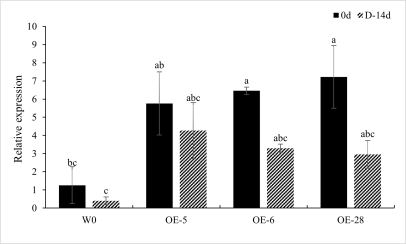 0d D-14d
10
9
8
7
6
5
4
3
2
1
0
Relative expression
bc c
ab abc
a abc
a abc
W0 OE-5 OE-6 OE-28